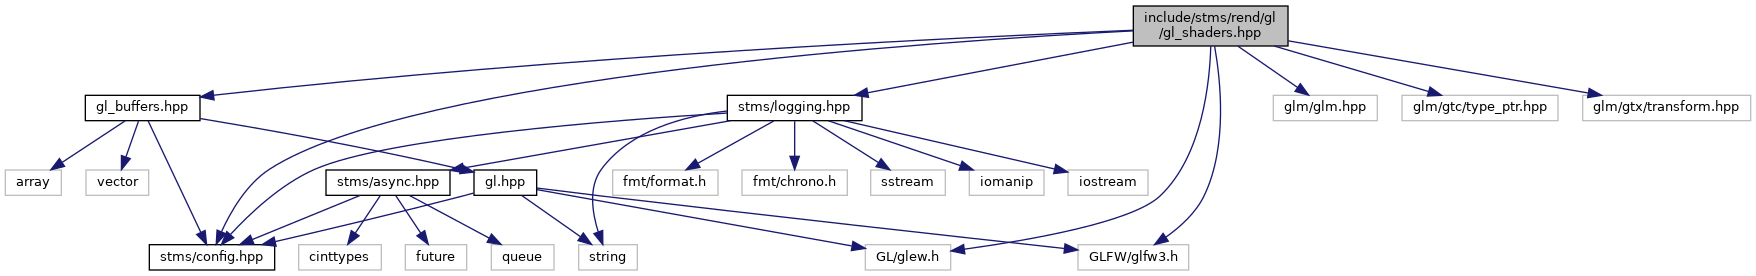 include/stms/rend/gl
/gl_shaders.hpp
gl_buffers.hpp
stms/logging.hpp
glm/glm.hpp
glm/gtc/type_ptr.hpp
glm/gtx/transform.hpp
array
vector
stms/async.hpp
gl.hpp
fmt/format.h
fmt/chrono.h
sstream
iomanip
iostream
stms/config.hpp
cinttypes
future
queue
string
GL/glew.h
GLFW/glfw3.h